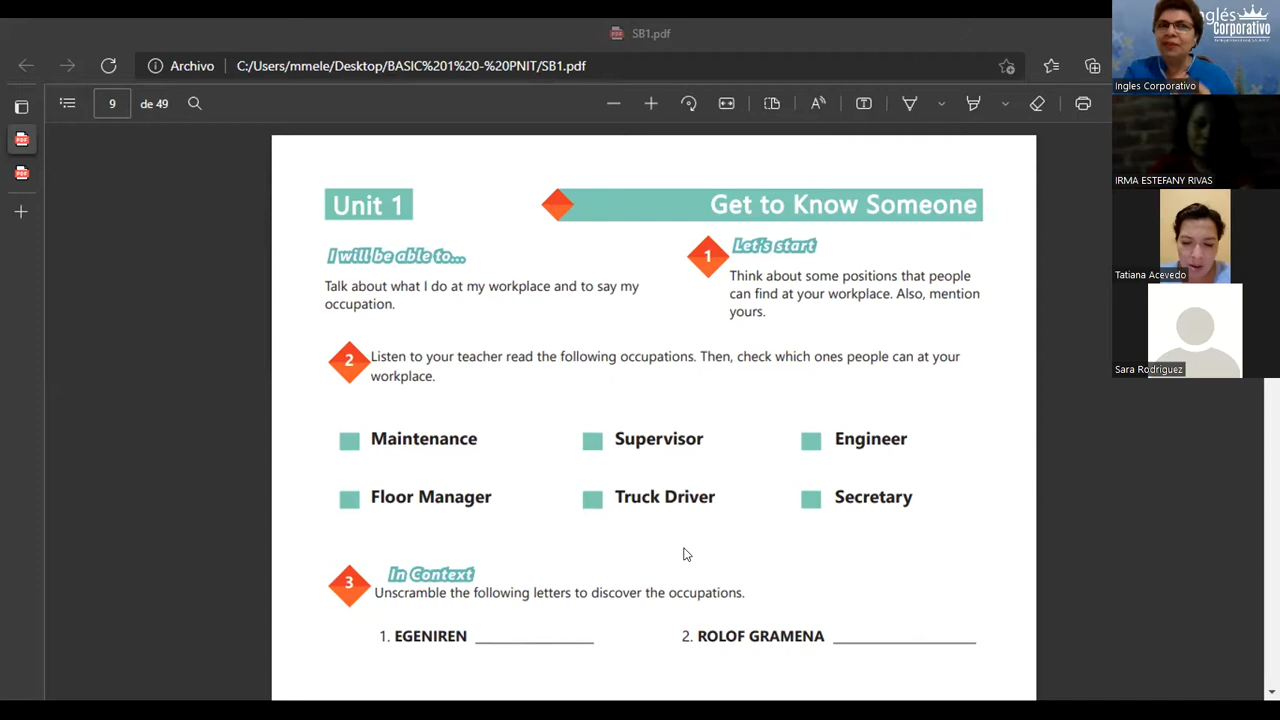 SB1.pdf
Archivo C:/Users/mmele/Desktop/BASIC%201%20-%20PNIT/SB1.pdf
9 de 49
Unit 1
Get to Know Someone
I will be able to...
Talk about what I do at my workplace and to say my
occupation.
1 Let's start
Think about some positions that people
can find at your workplace. Also, mention
yours.
2 Listen to your teacher read the following occupations. Then, check which ones people can at your
workplace.
Maintenance
Supervisor
Engineer
Floor Manager
Truck Driver
Secretary
3 In Context
Unscramble the following letters to discover the occupations.
1. EGENIREN ______________
2. ROLOF GRAMENA _________________
Inglés
Corporativo
Ingles Corporativo
IRMA ESTEFANY RIVAS
Tatiana Acevedo
Sara Rodriguez